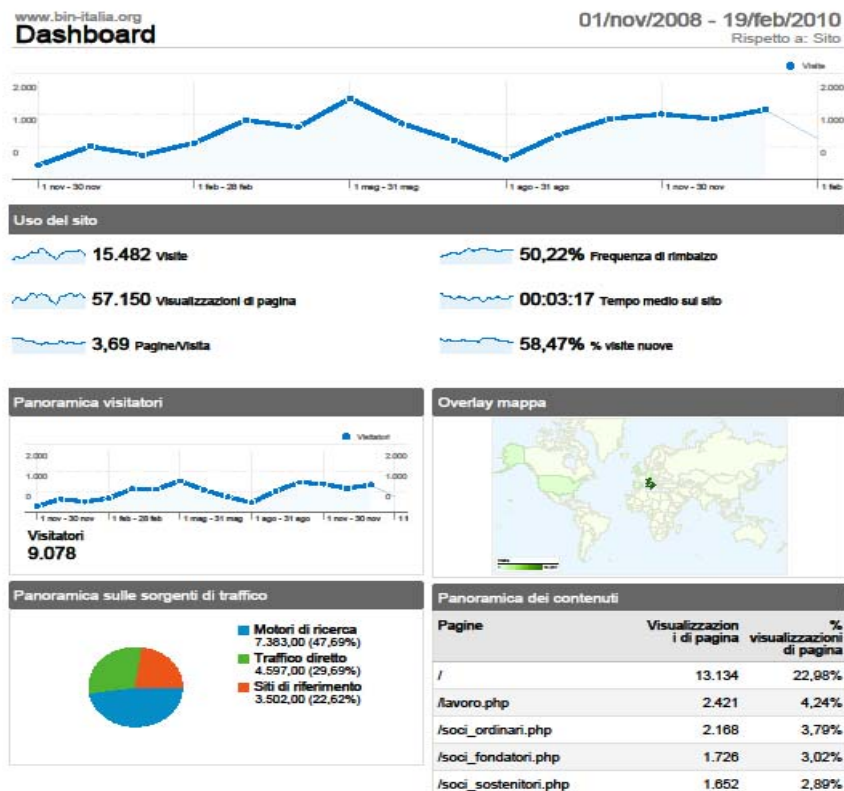 www.bin-italia.org
Dashboard
01/nov/2008 - 19/feb/2010
Rispetto a: Sito
Visite
2.000
1.000
0
2.000
1.000
0
1 nov - 30 nov
1 feb - 28 feb
1 mag - 31 mag
1 ago - 31 ago
1 nov - 30 nov
1 feb
Uso del sito
15.482 Visite
50,22% Frequenza di rimbalzo
57.150 Visualizzazioni di pagina
00:03:17 Tempo medio sul sito
3,69 Pagine/Visita
58,47% % visite nuove
Panoramica visitatori
Visitatori
2.000
1.000
0
2.000
1.000
0
1 nov - 30 nov
1 feb - 28 feb
1 mag - 31 mag
1 ago - 31 ago
1 nov - 30 nov
1 f
Visitatori
9.078
Overlay mappa
Panoramica sulle sorgenti di traffico
Motori di ricerca
7.383,00 (47,69%)
Traffico diretto
4.597,00 (29,69%)
Siti di riferimento
3.502,00 (22,62%)
Panoramica dei contenuti
Pagine Visualizzazion i di pagina % visualizzazioni di pagina
/ 13.134 22,98%
/lavoro.php 2.421 4,24%
/soci_ordinari.php 2.168 3,79%
/soci_fondatori.php 1.726 3,02%
/soci_sostenitori.php 1.652 2,89%